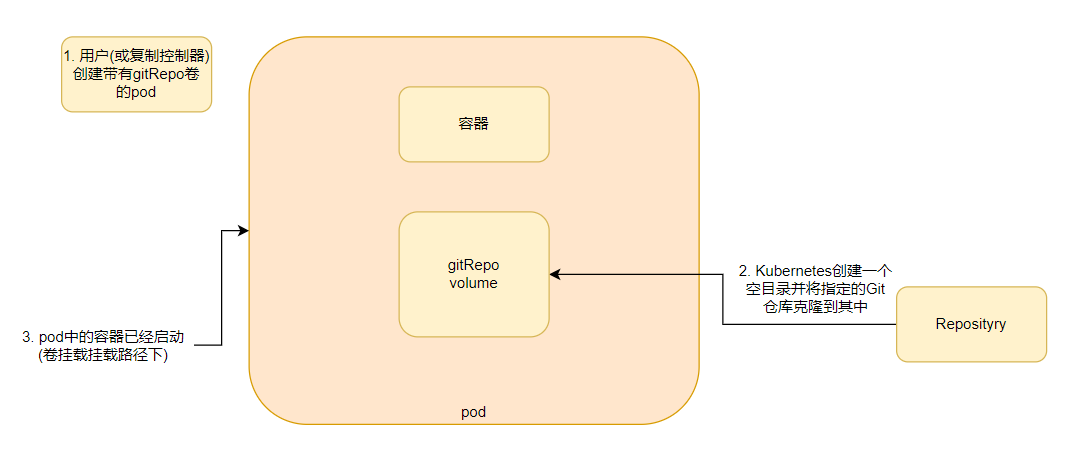 1. 用户(或复制控制器)
创建带有gitRepo卷
的pod
容器
gitRepo
volume
2. Kubernetes创建一个
空目录并将指定的Git
仓库克隆到其中
Reposityry
3. pod中的容器已经启动
(卷挂载挂载路径下)
pod